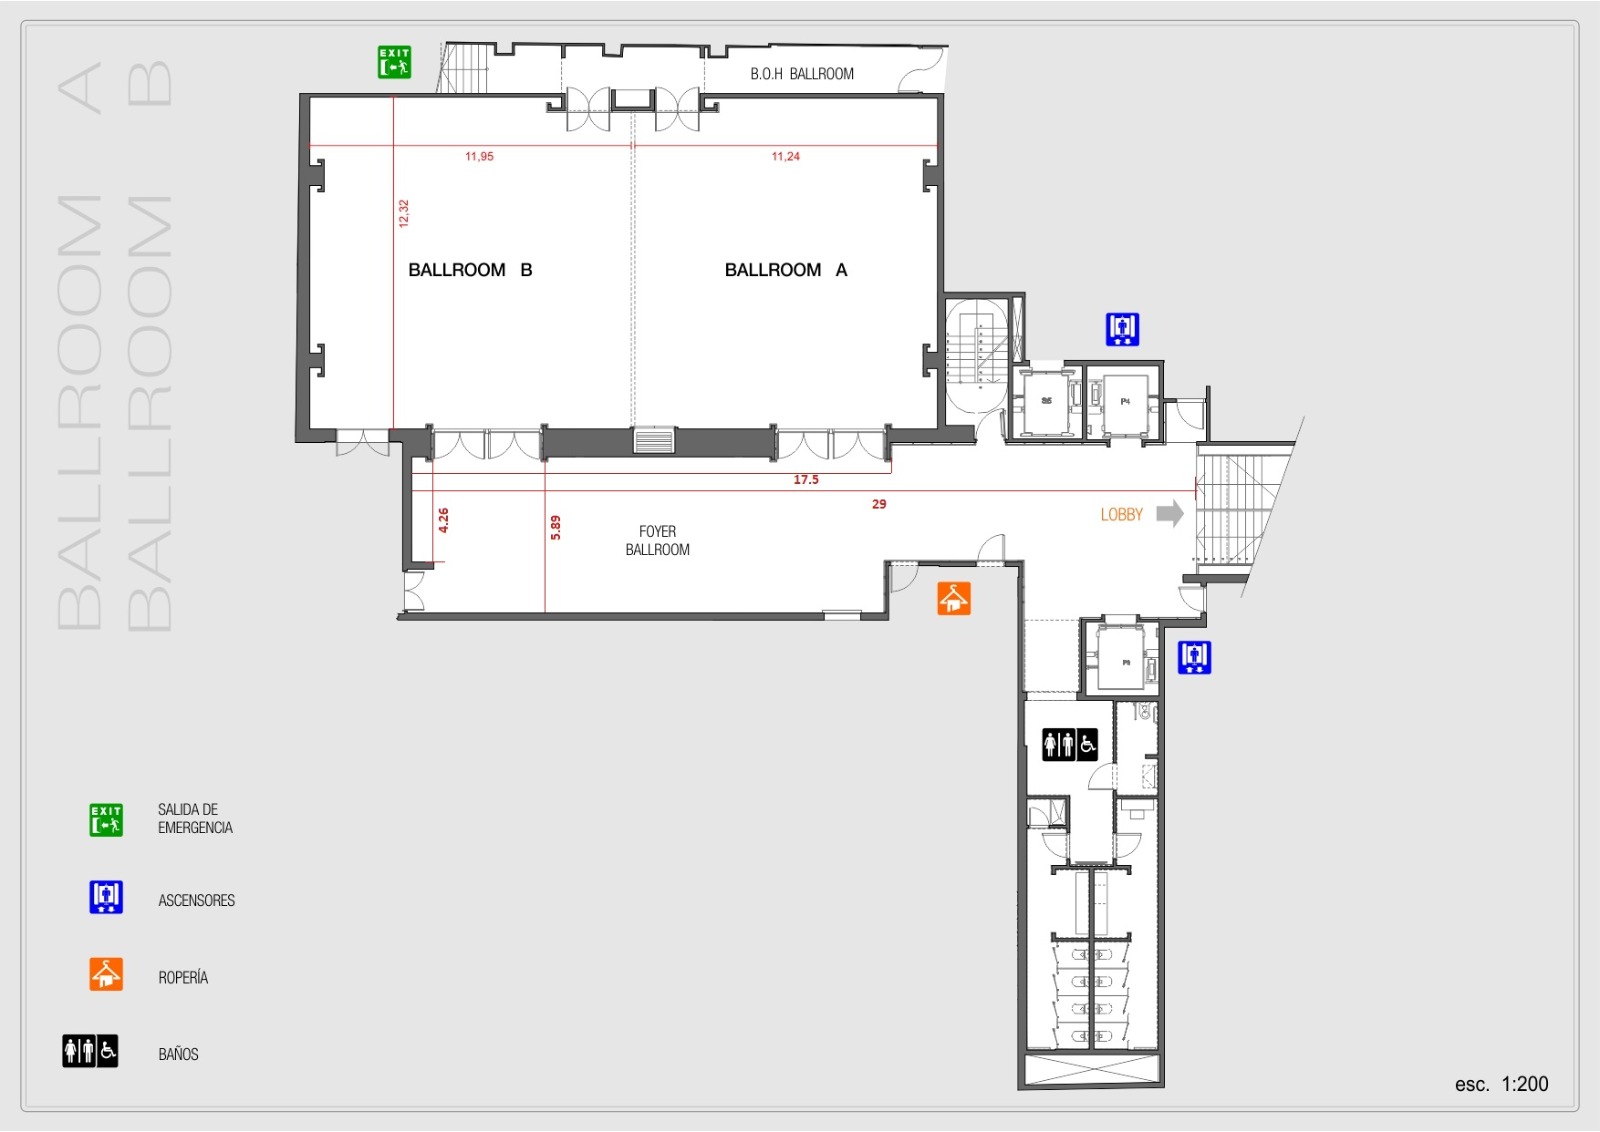 BALLROOM A
BALLROOM B
EXIT
B.O.H BALLROOM
11,95
11,24
12,32
BALLROOM B
BALLROOM A
S5
P4
17.5
29
4.26
5.89
FOYER
BALLROOM
LOBBY
EXIT
SALIDA DE
EMERGENCIA
ASCENSORES
ROPERÍA
BAÑOS
esc. 1:200